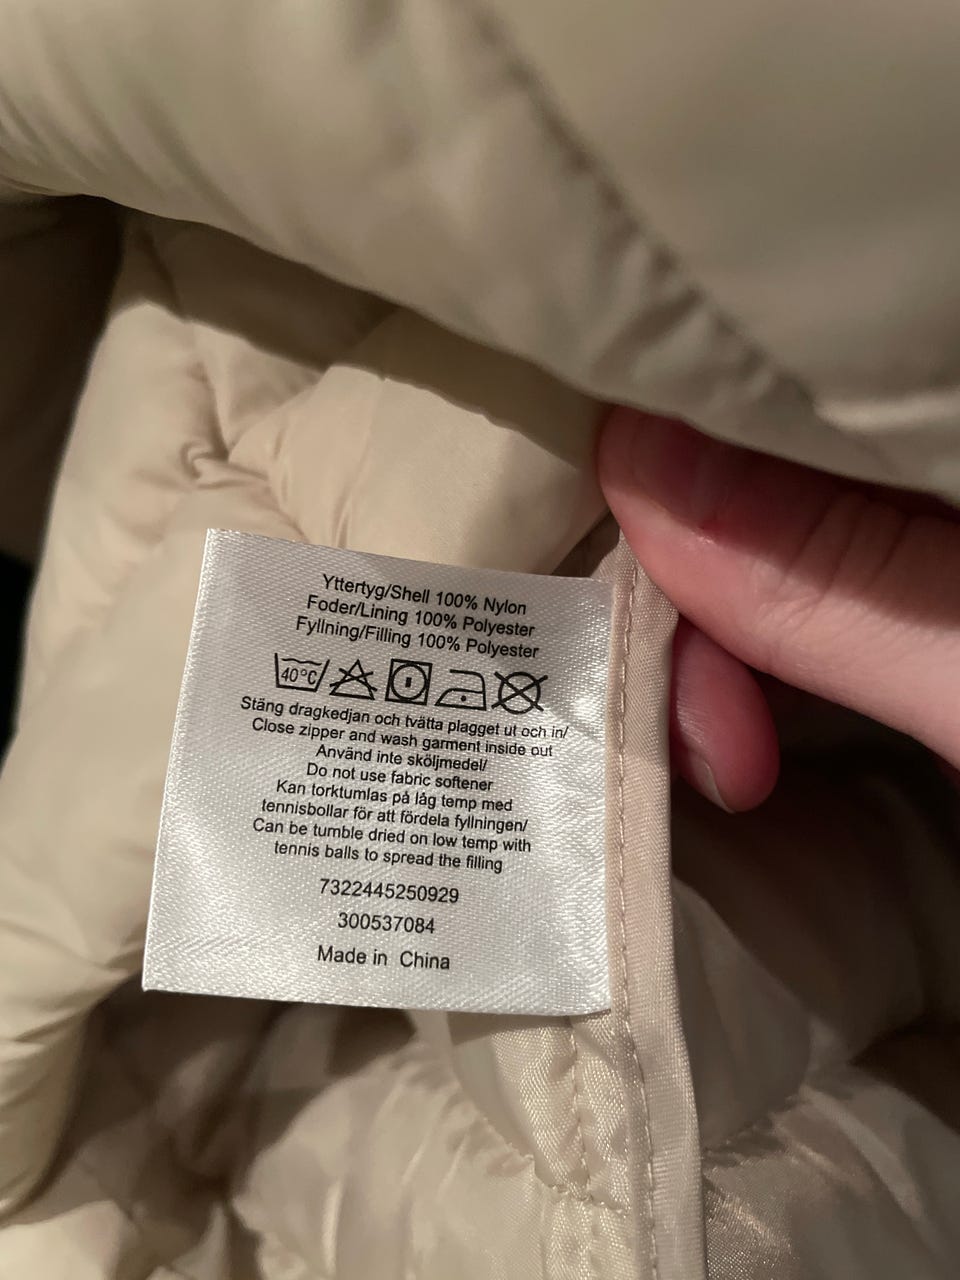 Yttertyg/Shell 100% Nylon
Foder/Lining 100% Polyester
Fyllning/Filling 100% Polyester
40°C
Stäng dragkedjan och tvätta plagget ut och in/
Close zipper and wash garment inside out
Använd inte sköljmedel/
Do not use fabric softener
Kan torktumlas på låg temp med
tennisbollar för att fördela fyllningen/
Can be tumble dried on low temp with
tennis balls to spread the filling
7322445250929
300537084
Made in China